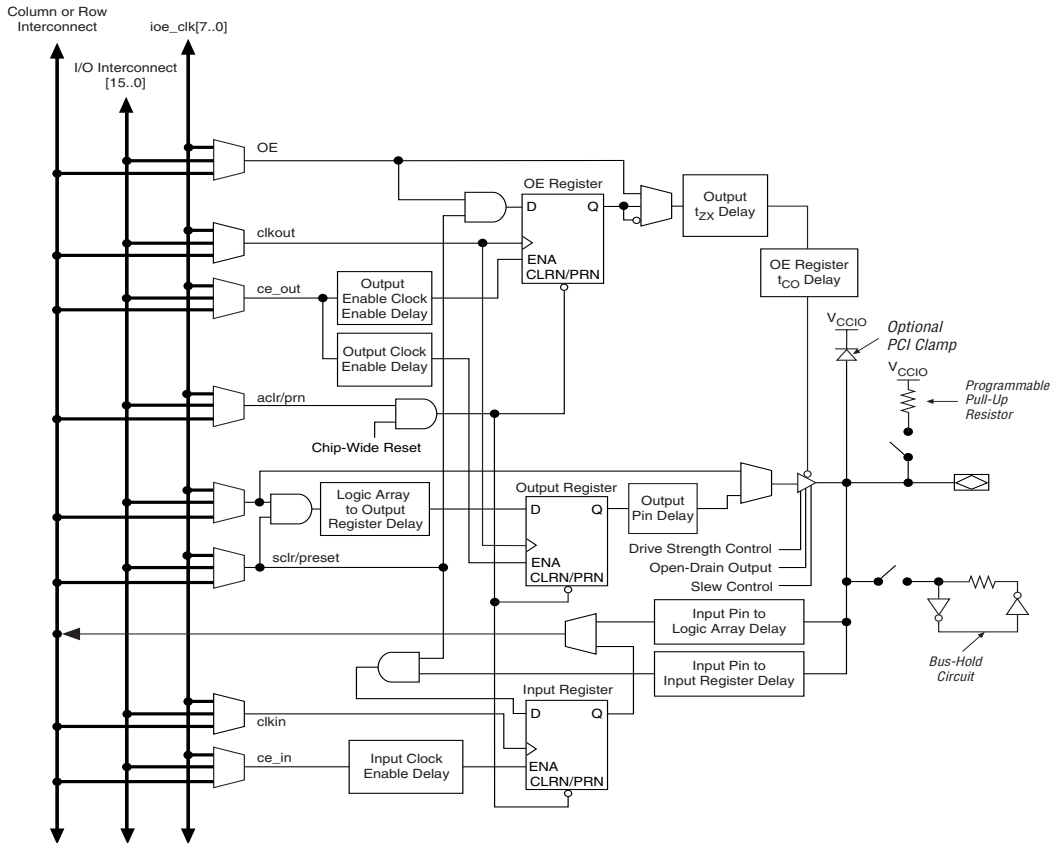 Column or Row
Interconnect
ioe_clk[7..0]
I/O Interconnect
[15..0]
OE
OE Register
D
Q
Output
tZX Delay
clkout
ENA
CLRN/PRN
OE Register
tCO Delay
ce_out
Output
Enable Clock
Enable Delay
VCCIO
Optional
PCI Clamp
Output Clock
Enable Delay
VCCIO
Programmable
Pull-Up
Resistor
aclr/prn
Chip-Wide Reset
Logic Array
to Output
Register Delay
Output Register
D
Q
Output
Pin Delay
ENA
CLRN/PRN
Drive Strength Control
Open-Drain Output
Slew Control
sclr/preset
Input Pin to
Logic Array Delay
Input Pin to
Input Register Delay
Bus-Hold
Circuit
Input Register
D
Q
clkin
ENA
CLRN/PRN
ce_in
Input Clock
Enable Delay